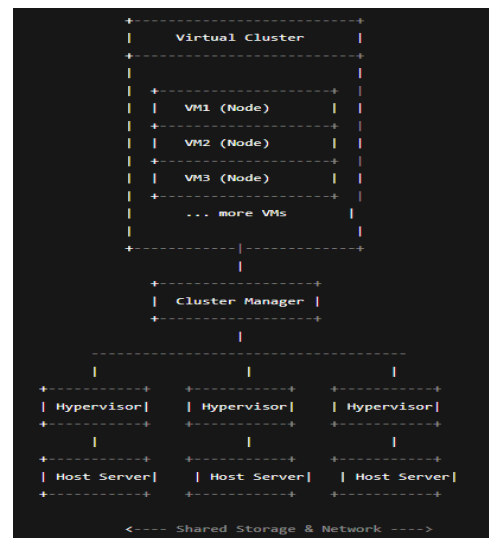 Virtual Cluster
VM1 (Node)
VM2 (Node)
VM3 (Node)
... more VMs
Cluster Manager
Hypervisor Hypervisor Hypervisor
Host Server Host Server Host Server
<---- Shared Storage & Network ---->